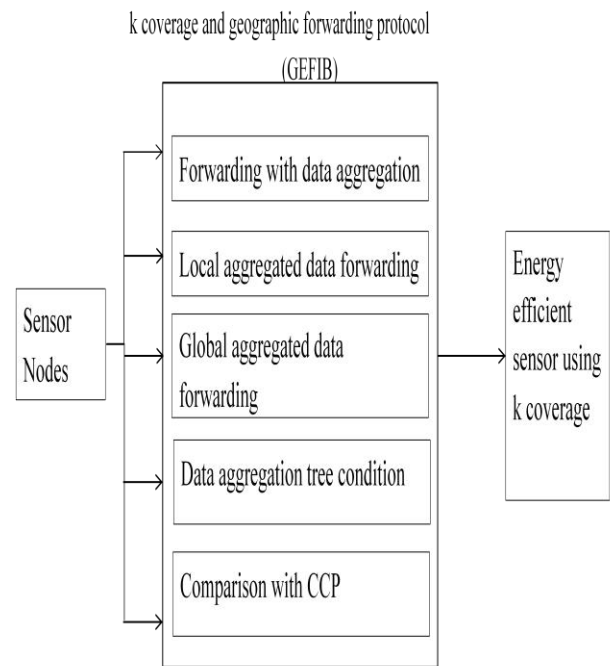 k coverage and geographic forwarding protocol
(GEFIB)
Forwarding with data aggregation
Local aggregated data forwarding
Sensor
Nodes
Global aggregated data
forwarding
Data aggregation tree condition
Comparison with CCP
Energy
efficient
sensor using
k coverage